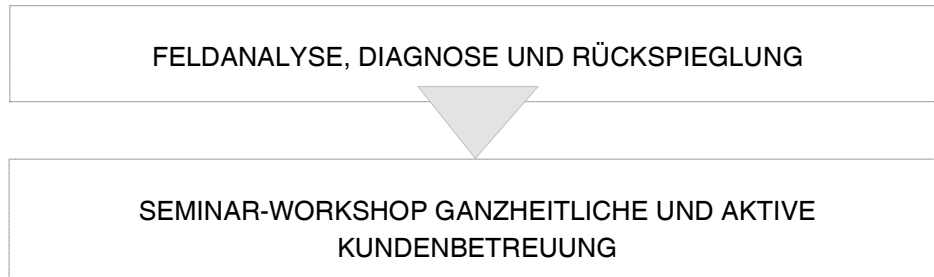 FELDANALYSE, DIAGNOSE UND RÜCKSPIEGLUNG
SEMINAR-WORKSHOP GANZHEITLICHE UND AKTIVE
KUNDENBETREUUNG